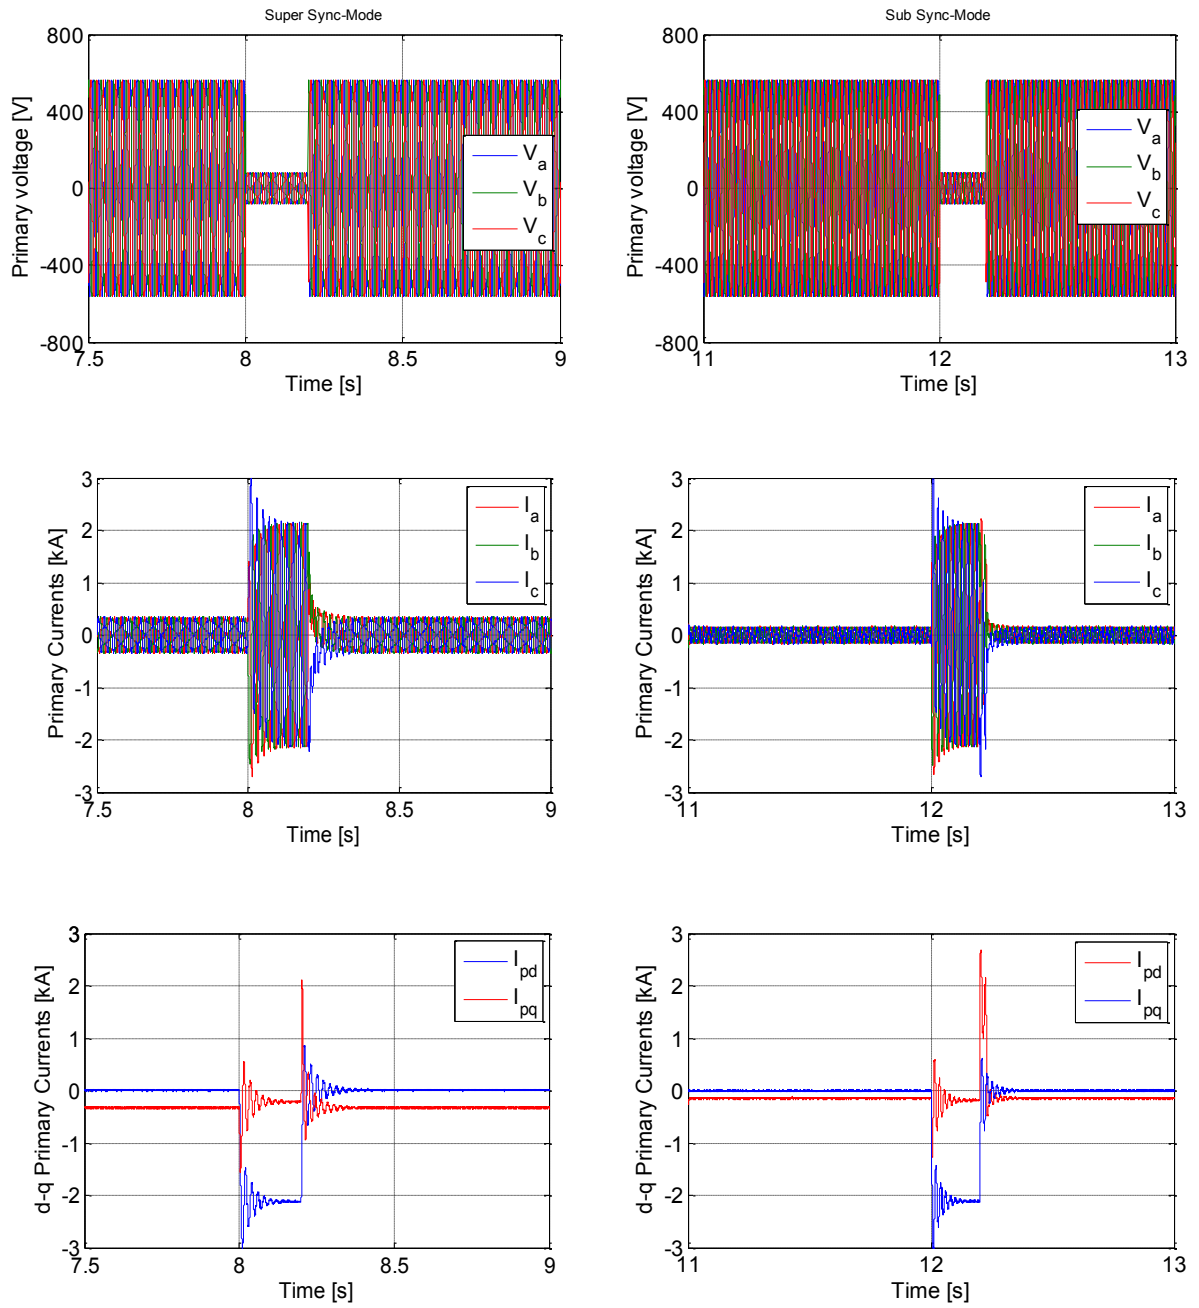 Super Sync-Mode
Sub Sync-Mode
Primary voltage [V]
800
400
0
-400
-800
7.5
8
8.5
9
Time [s]
V_a
V_b
V_c
Primary voltage [V]
800
400
0
-400
-800
11
12
13
Time [s]
V_a
V_b
V_c
Primary Currents [kA]
3
2
1
0
-1
-2
-3
7.5
8
8.5
9
Time [s]
I_a
I_b
I_c
Primary Currents [kA]
3
2
1
0
-1
-2
-3
11
12
13
Time [s]
I_a
I_b
I_c
d-q Primary Currents [kA]
3
2
1
0
-1
-2
-3
7.5
8
8.5
9
Time [s]
I_pd
I_pq
d-q Primary Currents [kA]
3
2
1
0
-1
-2
-3
11
12
13
Time [s]
I_pd
I_pq